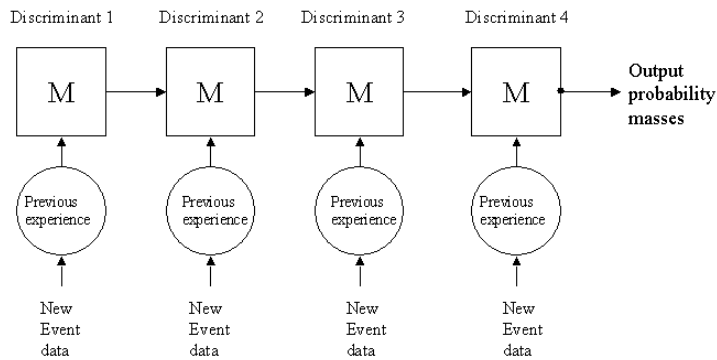 Discriminant 1 Discriminant 2 Discriminant 3 Discriminant 4
M M M M
Output
probability
masses
Previous experience Previous experience Previous experience Previous experience
New Event data New Event data New Event data New Event data